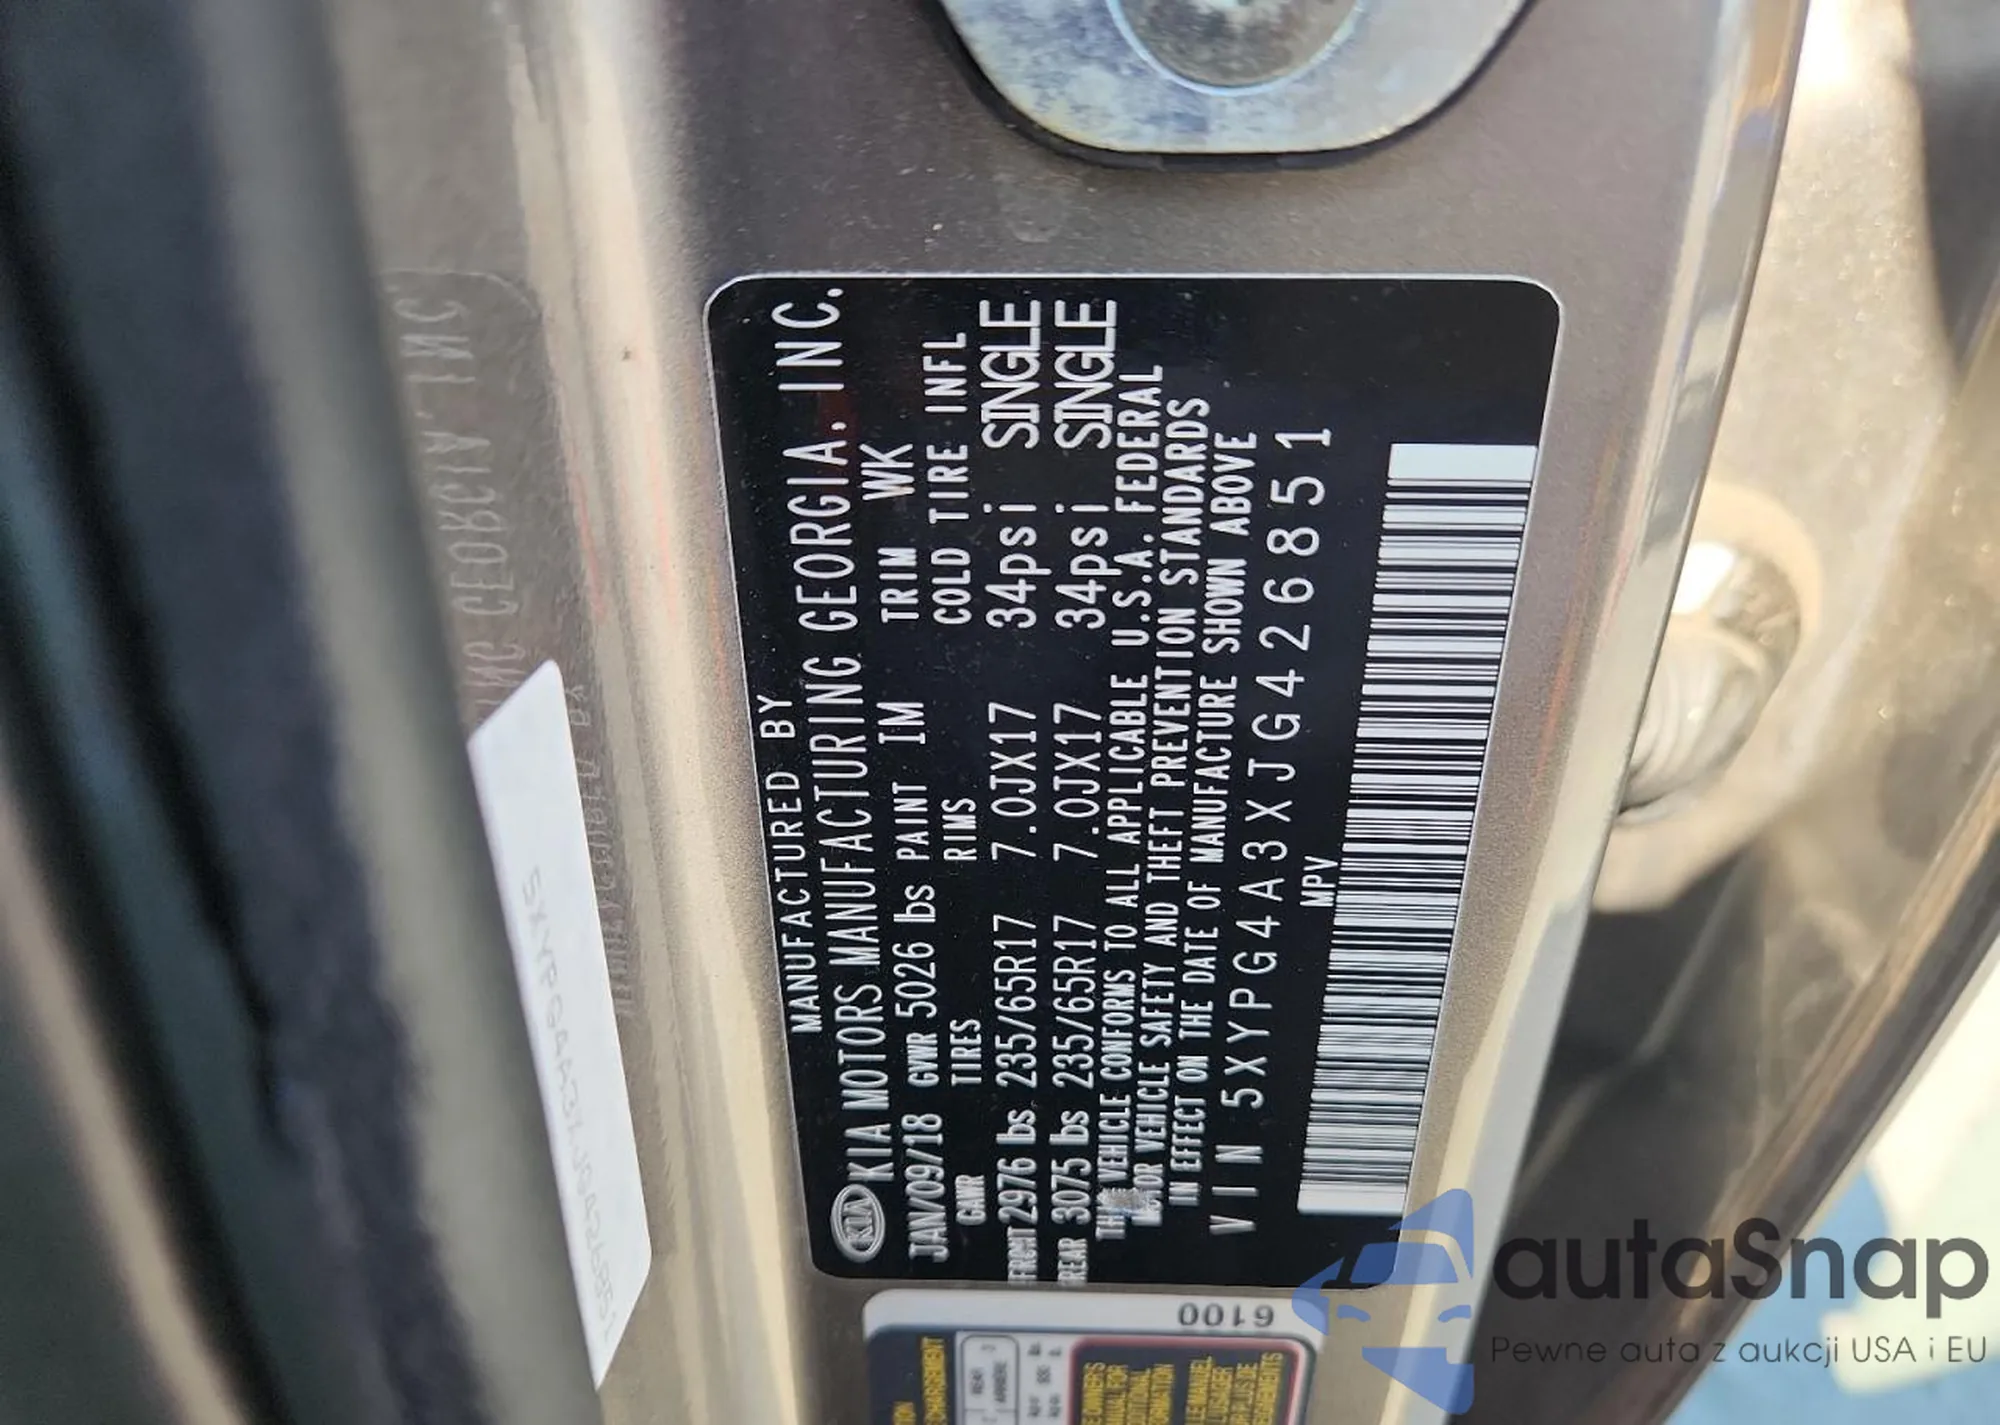 MANUFACTURED BY
KIA KIA MOTORS MANUFACTURING GEORGIA. INC.
JAN/09/18 GVWR 5026 lbs PAINT IM TRIM WK
GAWR TIRES RIMS COLD TIRE INFL
FRONT 2976 lbs 235/65R17 7.0JX17 34psi SINGLE
REAR 3075 lbs 235/65R17 7.0JX17 34psi SINGLE
THE VEHICLE CONFORMS TO ALL APPLICABLE U.S.A. FEDERAL
MOTOR VEHICLE SAFETY AND THEFT PREVENTION STANDARDS
IN EFFECT ON THE DATE OF MANUFACTURE SHOWN ABOVE
VIN 5XYPG4A3XJG426851
MPV
5XYPG4A3XJG426851
autaSnap
Pewne auta z aukcji USA i EU